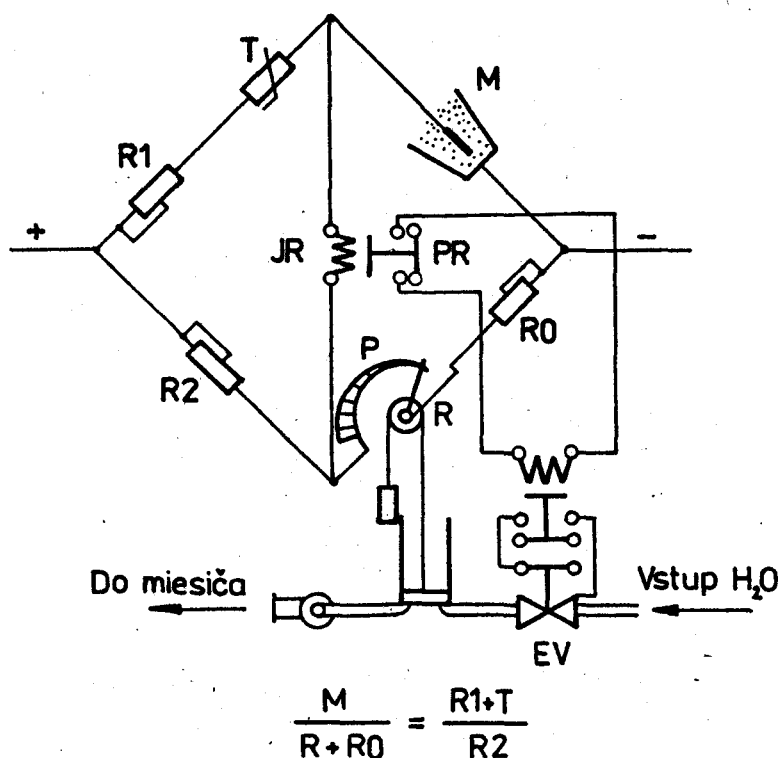 T
M
R1
+
JR
PR
-
R0
R2
P
R
Do miesiča
Vstup H₂O
EV
M / R + R0 = R1+T / R2